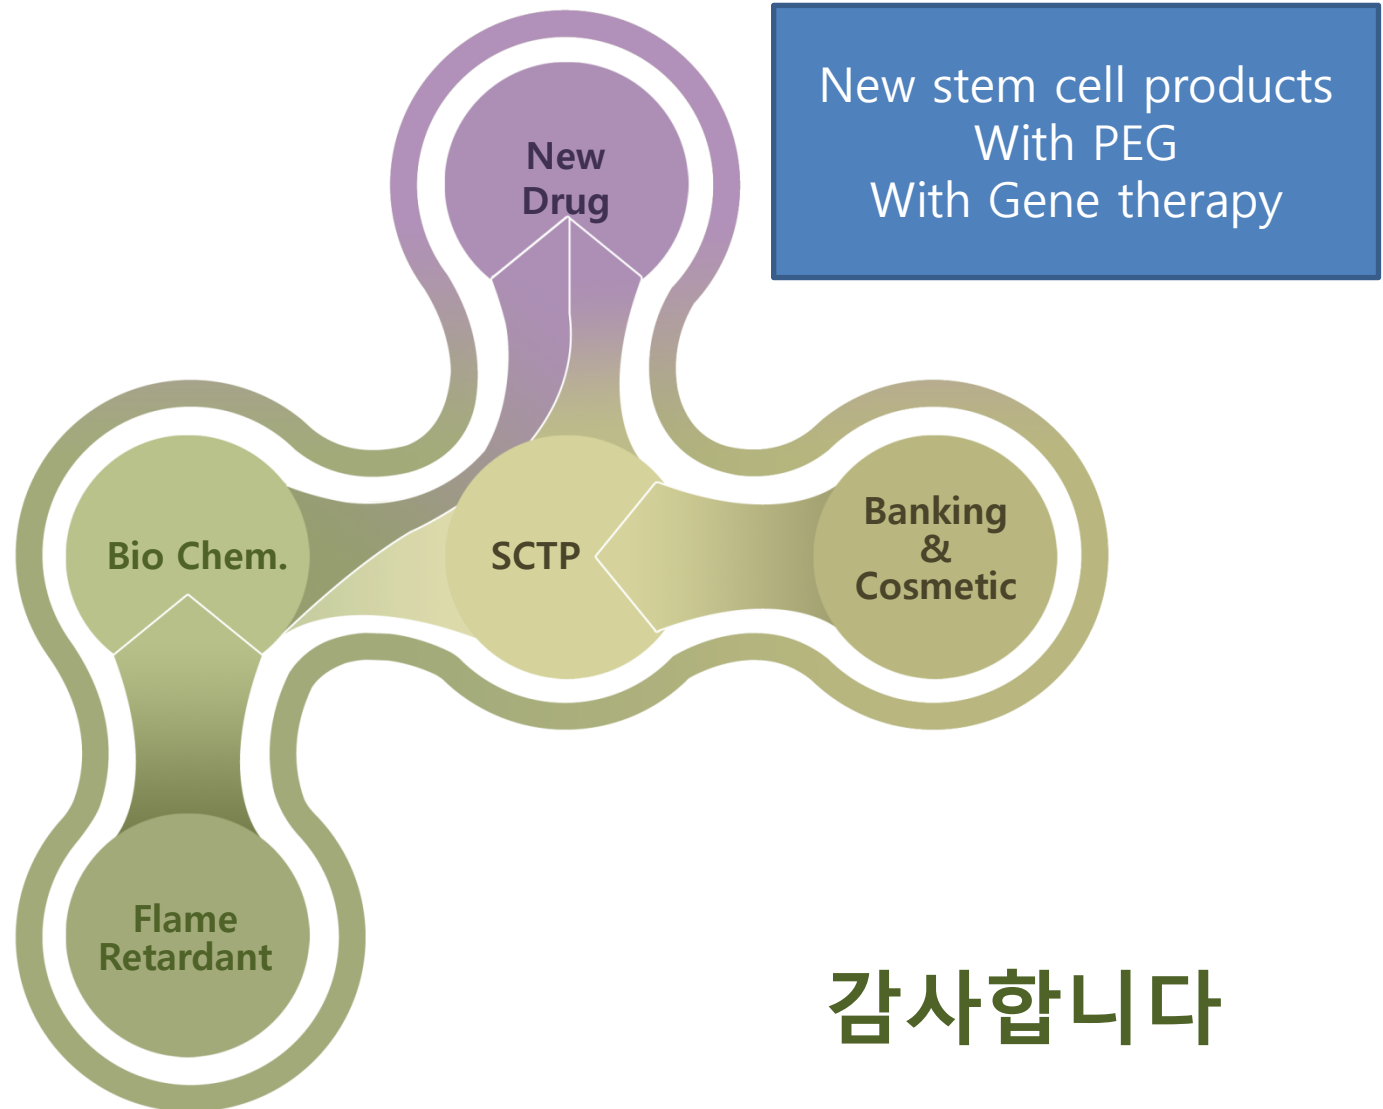 New stem cell products
With PEG
With Gene therapy
New
Drug
Bio Chem.
SCTP
Banking
&
Cosmetic
Flame
Retardant
감사합니다